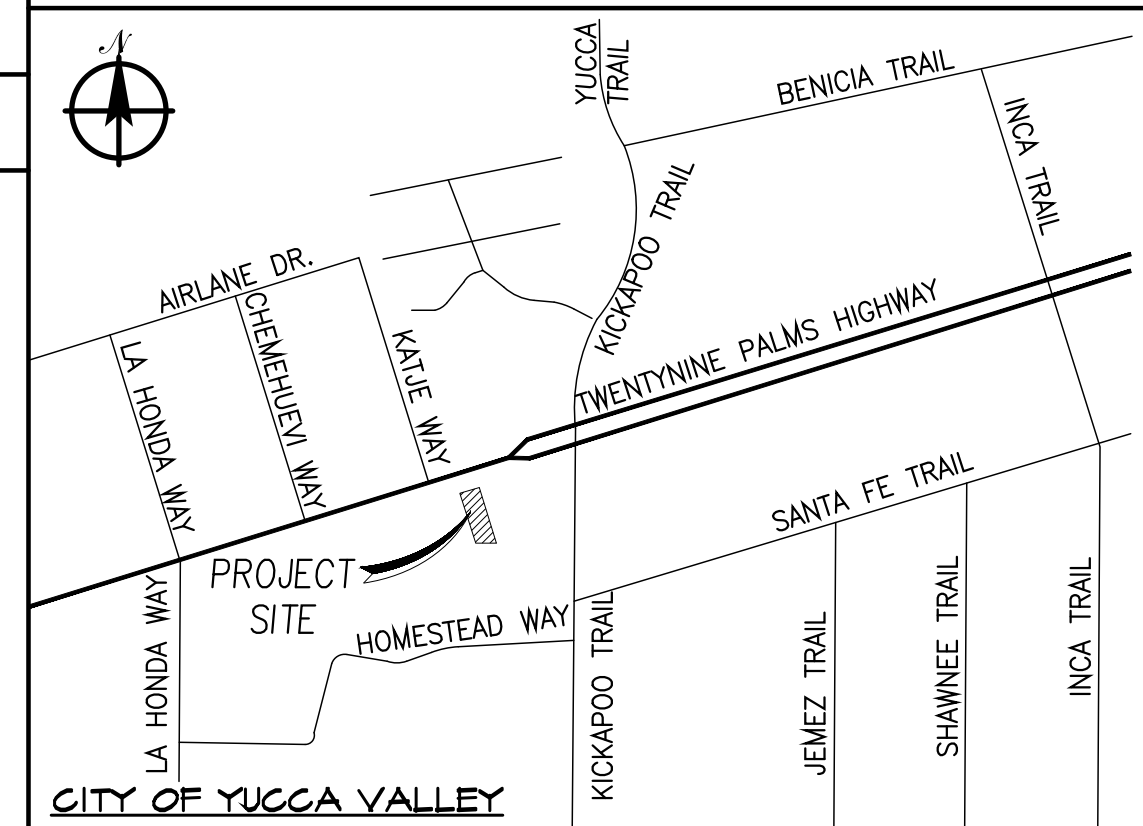 N
YUCCA
TRAIL
BENICIA TRAIL
INCA TRAIL
KICKAPOO TRAIL
AIRLANE DR.
CHEMEHUEVI WAY
LA HONDA WAY
KATJE WAY
TWENTYNINE PALMS HIGHWAY
SANTA FE TRAIL
PROJECT
SITE
HOMESTEAD WAY
LA HONDA WAY
KICKAPOO TRAIL
JEMEZ TRAIL
SHAWNEE TRAIL
INCA TRAIL
CITY OF YUCCA VALLEY